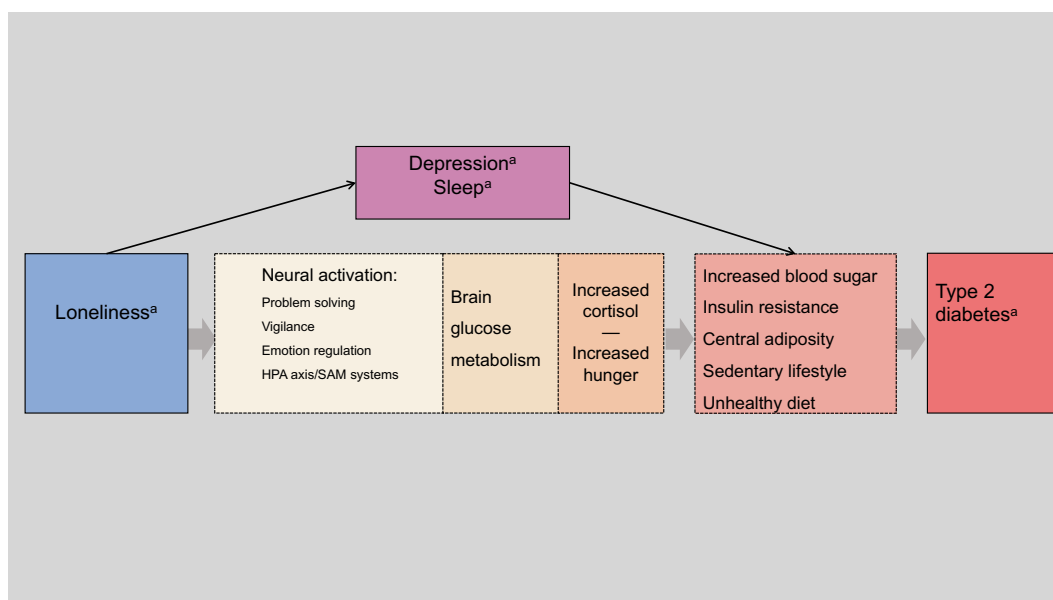 Depressionᵃ
Sleepᵃ
Lonelinessᵃ
Neural activation:
Problem solving
Vigilance
Emotion regulation
HPA axis/SAM systems
Brain
glucose
metabolism
Increased
cortisol
—
Increased
hunger
Increased blood sugar
Insulin resistance
Central adiposity
Sedentary lifestyle
Unhealthy diet
Type 2
diabetesᵃ